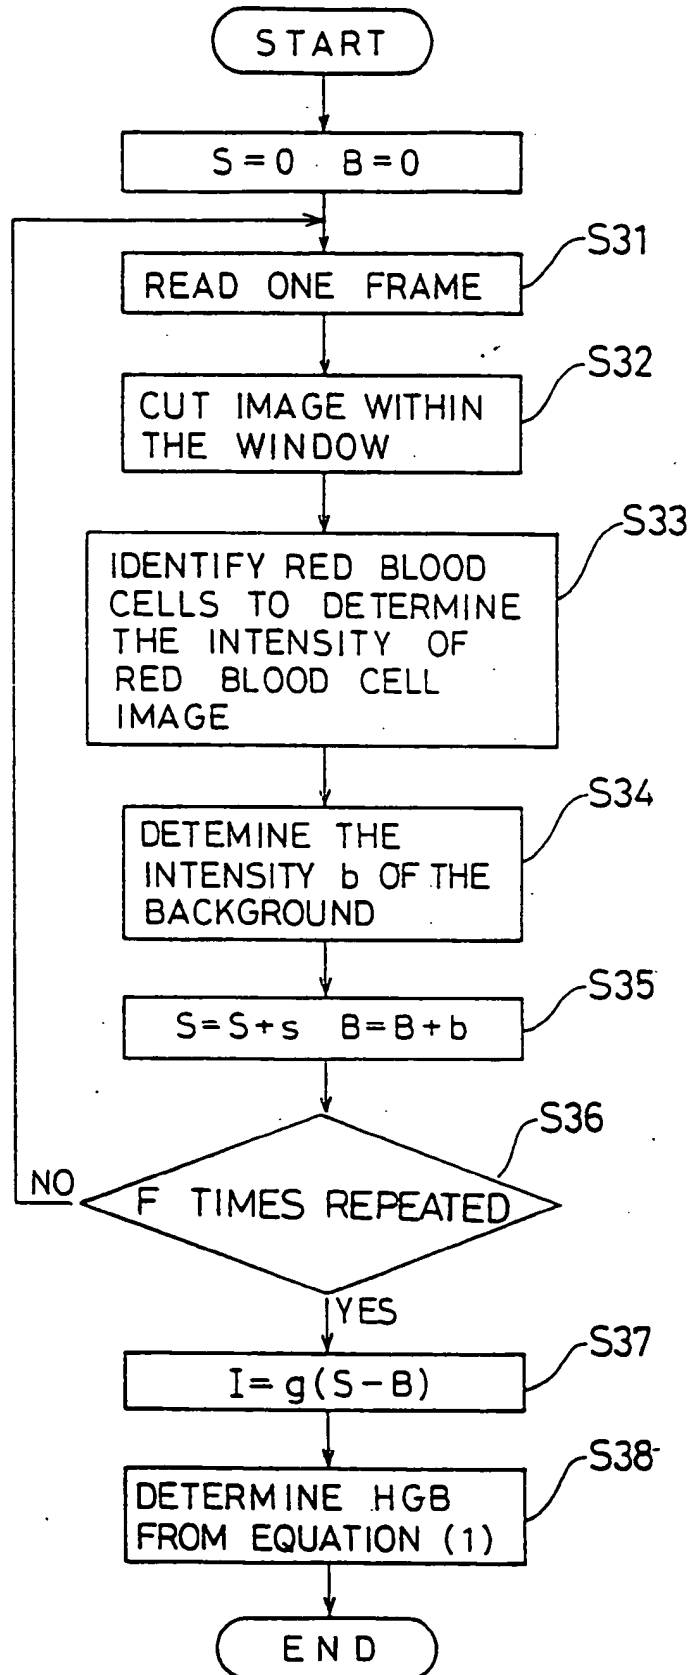 START
S=0 B=0
S31
READ ONE FRAME
S32
CUT IMAGE WITHIN
THE WINDOW
S33
IDENTIFY RED BLOOD
CELLS TO DETERMINE
THE INTENSITY OF
RED BLOOD CELL
IMAGE
S34
DETEMINE THE
INTENSITY b OF THE
BACKGROUND
S35
S=S+s B=B+b
S36
NO
F TIMES REPEATED
YES
S37
I=g(S-B)
S38
DETERMINE HGB
FROM EQUATION (1)
END